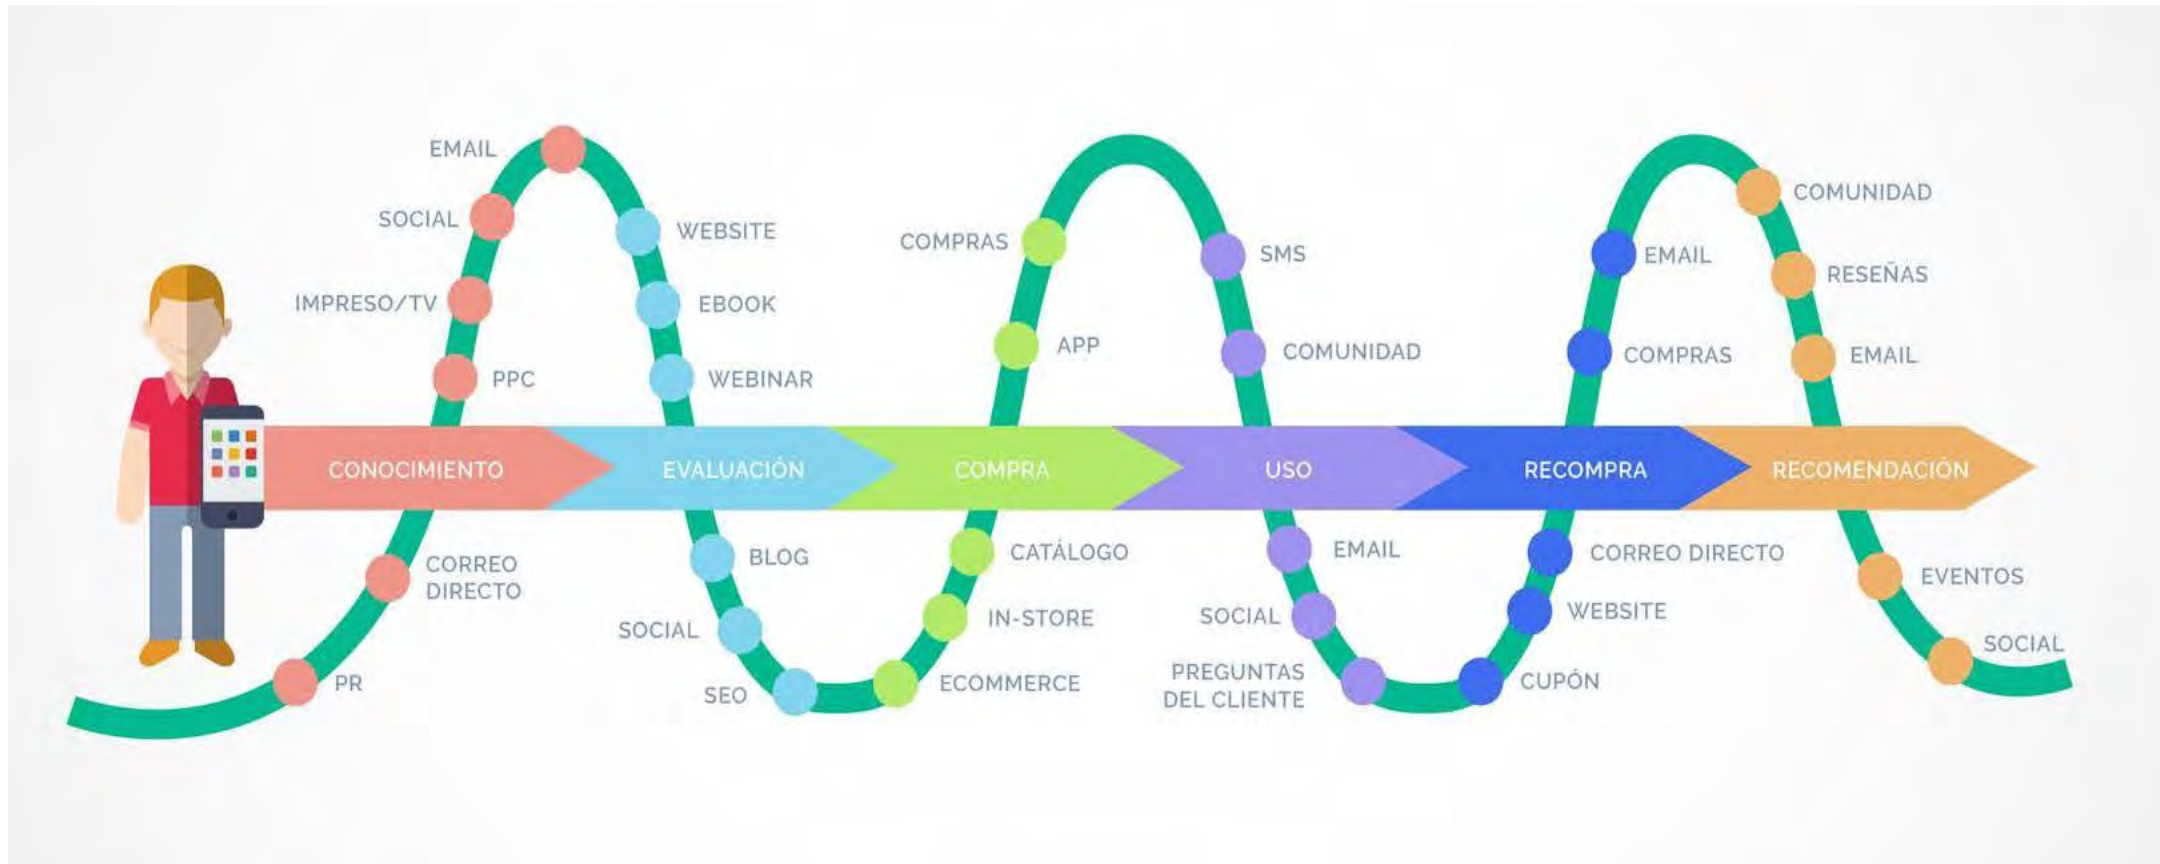 EMAIL
SOCIAL
IMPRESO/TV
PPC
CORREO
DIRECTO
PR
CONOCIMIENTO
WEBSITE
EBOOK
WEBINAR
EVALUACIÓN
BLOG
SOCIAL
SEO
COMPRAS
APP
COMPRA
CATÁLOGO
IN-STORE
ECOMMERCE
SMS
COMUNIDAD
USO
EMAIL
SOCIAL
PREGUNTAS
DEL CLIENTE
EMAIL
COMPRAS
RECOMPRA
CORREO DIRECTO
WEBSITE
CUPÓN
COMUNIDAD
RESEÑAS
EMAIL
RECOMENDACIÓN
EVENTOS
SOCIAL